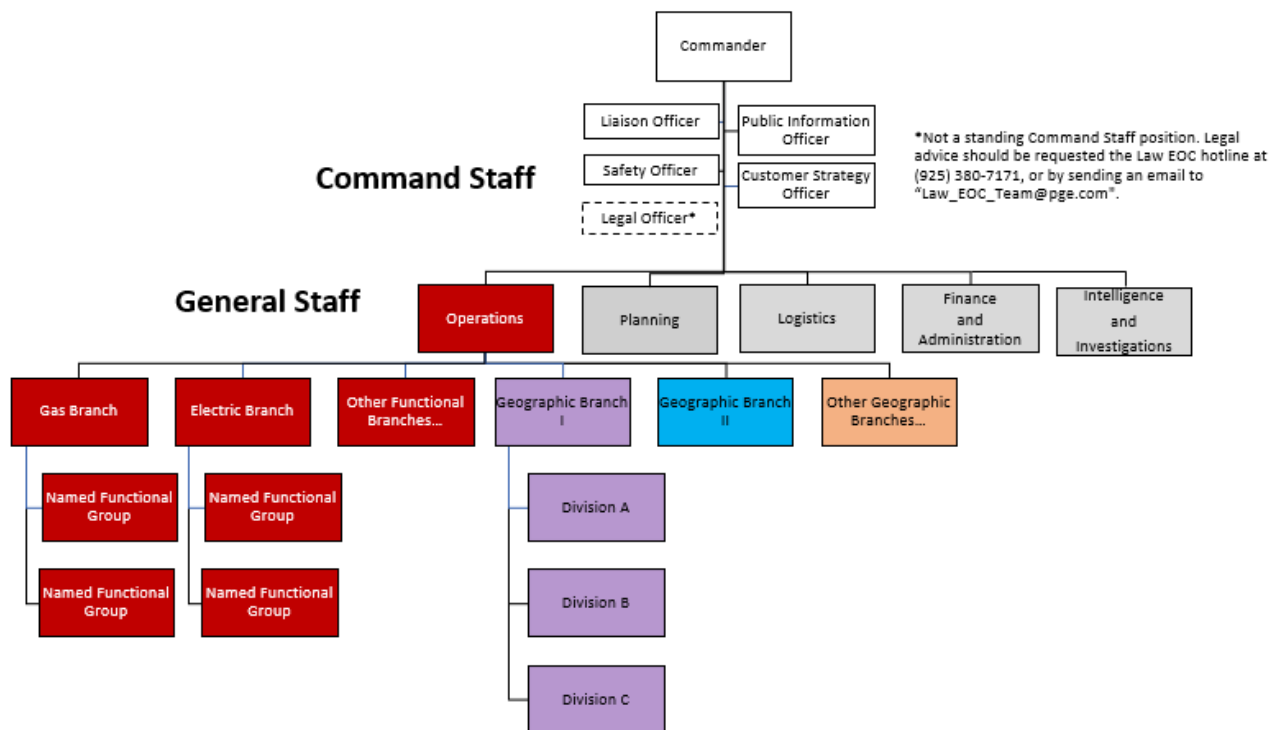 Commander
Liaison Officer
Public Information
Officer
Safety Officer
Customer Strategy
Officer
Legal Officer*
Command Staff
*Not a standing Command Staff position. Legal
advice should be requested the Law EOC hotline at
(925) 380-7171, or by sending an email to
“Law_EOC_Team@pge.com".
General Staff
Operations
Planning
Logistics
Finance
and
Administration
Intelligence
and
Investigations
Gas Branch
Electric Branch
Other Functional
Branches...
Geographic Branch
I
Geographic Branch
II
Other Geographic
Branches...
Named Functional
Group
Named Functional
Group
Division A
Named Functional
Group
Named Functional
Group
Division B
Division C